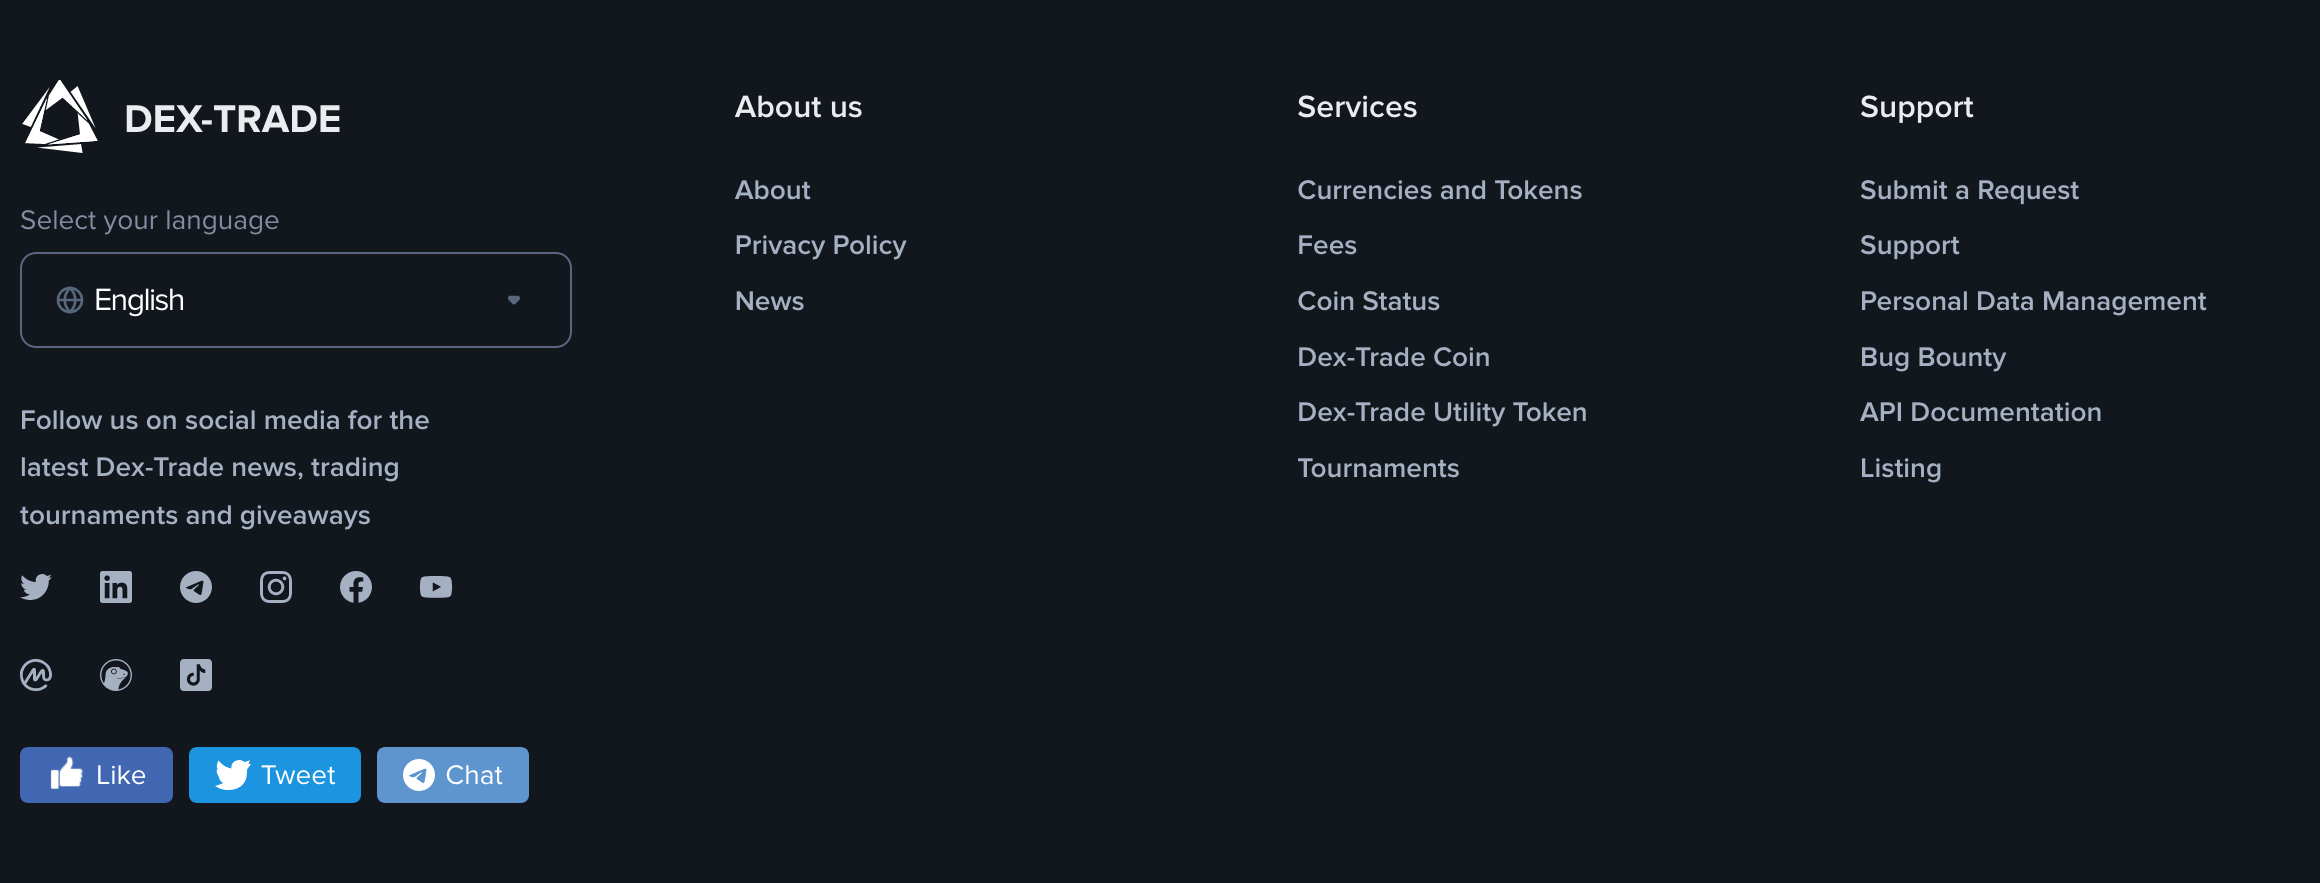 DEX-TRADE
Select your language
English
Follow us on social media for the
latest Dex-Trade news, trading
tournaments and giveaways
Like
Tweet
Chat
About us
About
Privacy Policy
News
Services
Currencies and Tokens
Fees
Coin Status
Dex-Trade Coin
Dex-Trade Utility Token
Tournaments
Support
Submit a Request
Support
Personal Data Management
Bug Bounty
API Documentation
Listing